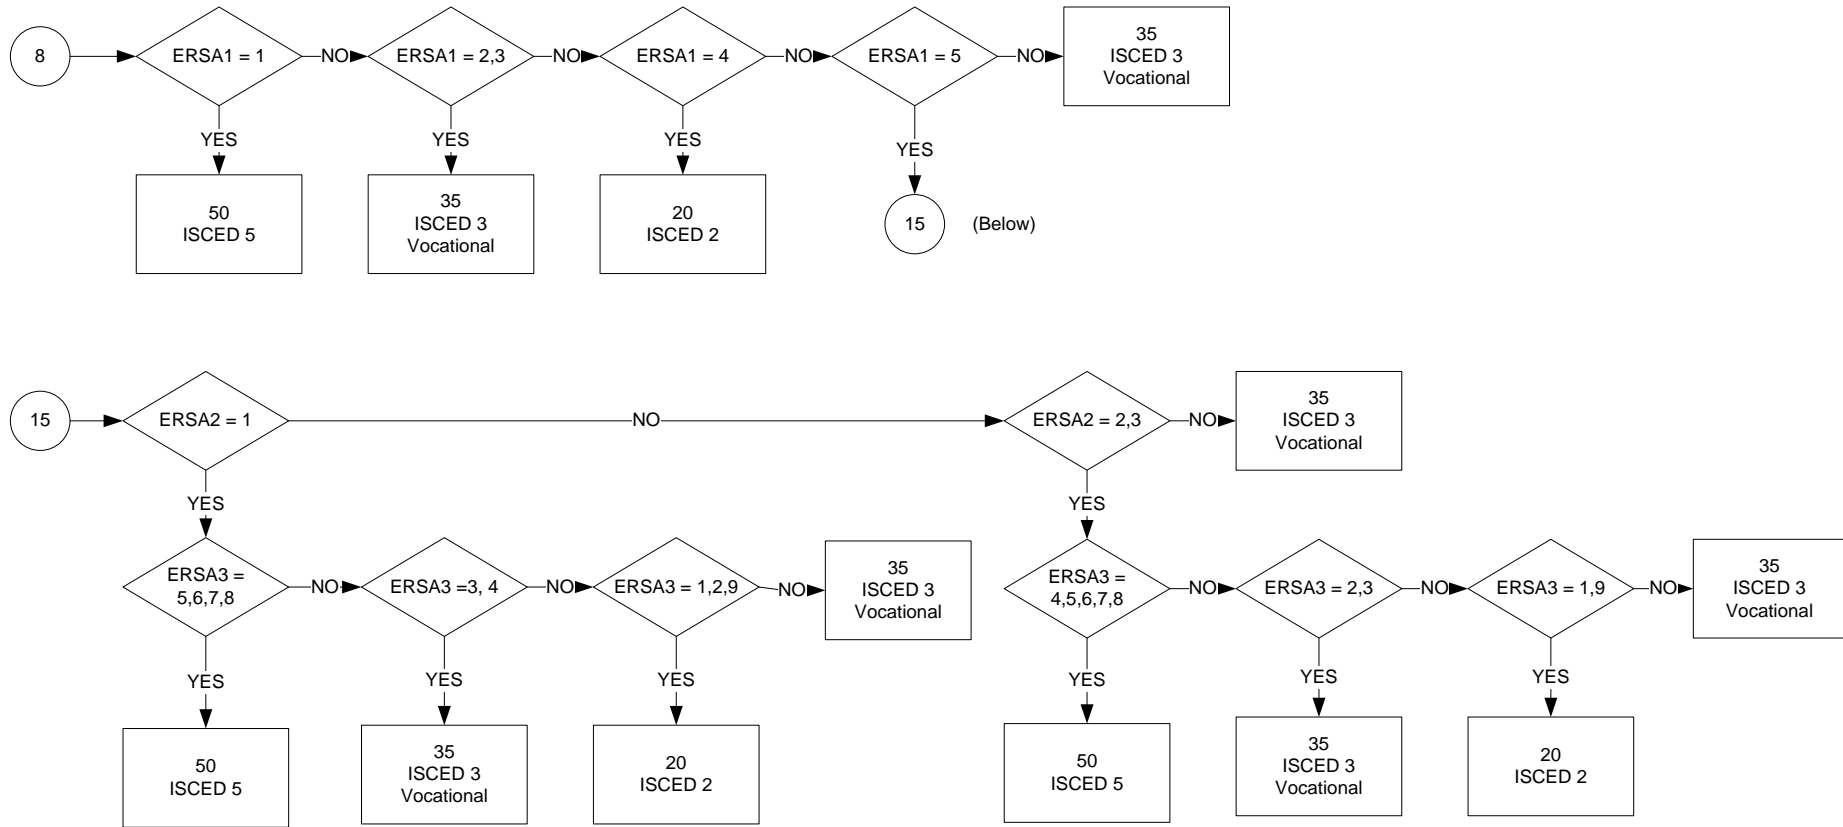 8
ERSA1 = 1
NO
ERSA1 = 2,3
NO
ERSA1 = 4
NO
ERSA1 = 5
NO
35
ISCED 3
Vocational
YES
YES
YES
YES
50
ISCED 5
35
ISCED 3
Vocational
20
ISCED 2
15
(Below)
15
ERSA2 = 1
NO
ERSA2 = 2,3
NO
35
ISCED 3
Vocational
YES
YES
ERSA3 =
5,6,7,8
NO
ERSA3 =3, 4
NO
ERSA3 = 1,2,9
NO
35
ISCED 3
Vocational
ERSA3 =
4,5,6,7,8
NO
ERSA3 = 2,3
NO
ERSA3 = 1,9
NO
35
ISCED 3
Vocational
YES
YES
YES
YES
YES
YES
50
ISCED 5
35
ISCED 3
Vocational
20
ISCED 2
50
ISCED 5
35
ISCED 3
Vocational
20
ISCED 2